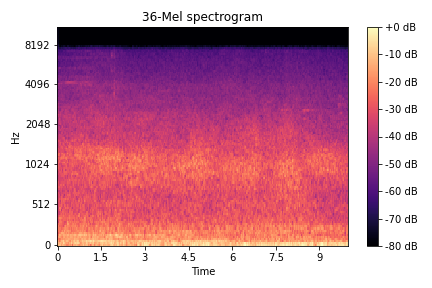 36-Mel spectrogram
Hz
8192
4096
2048
1024
512
0
0 1.5 3 4.5 6 7.5 9
Time
+0 dB
-10 dB
-20 dB
-30 dB
-40 dB
-50 dB
-60 dB
-70 dB
-80 dB